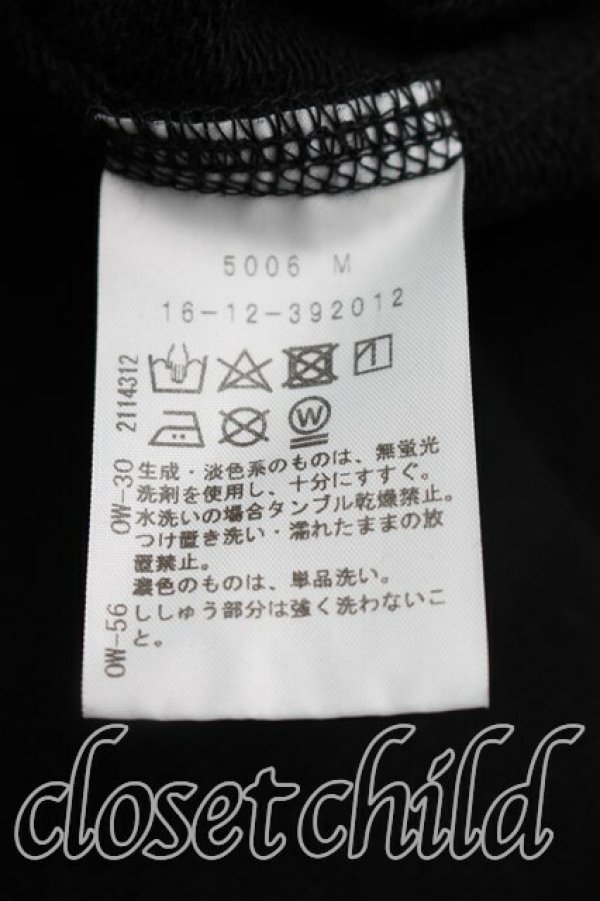 5006 M
16-12-392012
2114312
W
OW-30
生成・淡色系のものは、無蛍光
洗剤を使用し、十分にすすぐ。
水洗いの場合タンブル乾燥禁止。
つけ置き洗い・濡れたままの放
置禁止。
濃色のものは、単品洗い。
OW-56
ししゅう部分は強く洗わないこ
と。
closet child